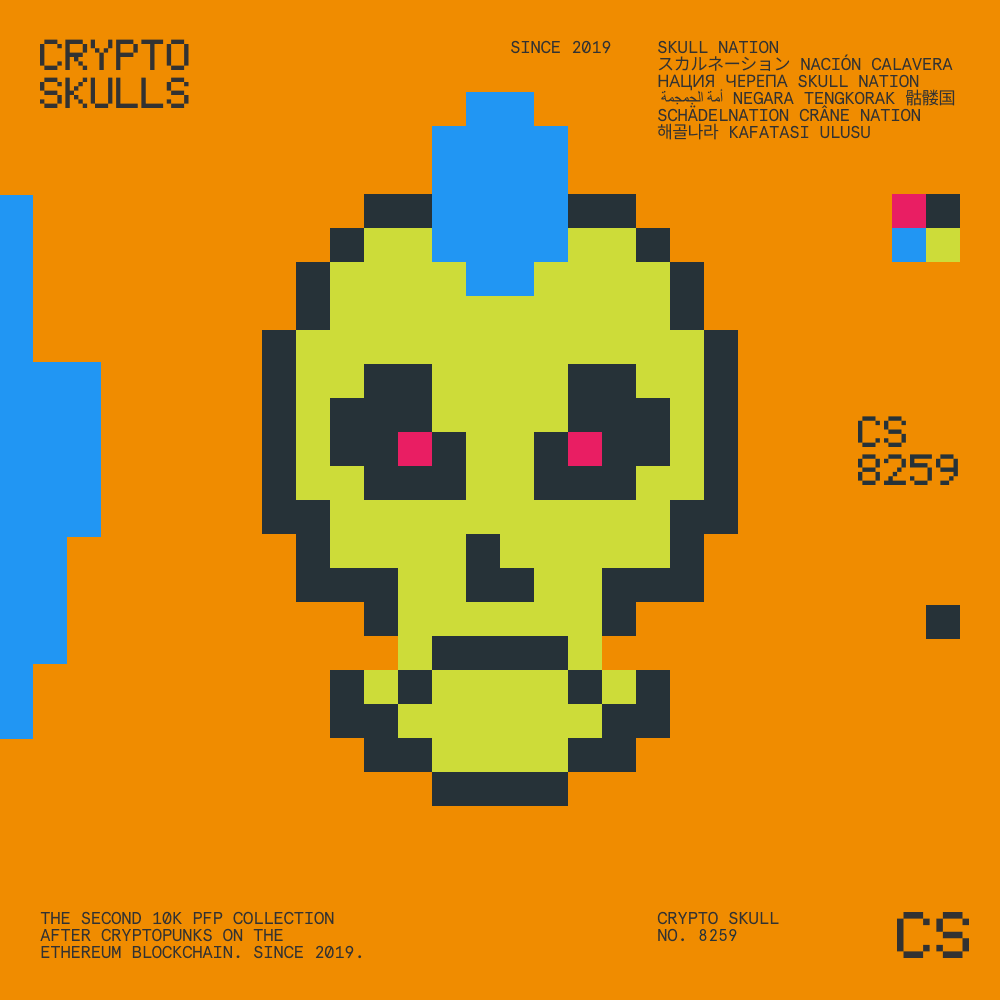 CRYPTO
SKULLS
SINCE 2019
SKULL NATION
スカルネーション NACIÓN CALAVERA
НАЦИЯ ЧЕРЕПА SKULL NATION
أمة الجمجمة NEGARA TENGKORAK 骷髅国
SCHÄDELNATION CRÂNE NATION
해골나라 KAFATASI ULUSU
CS
8259
THE SECOND 10K PFP COLLECTION
AFTER CRYPTOPUNKS ON THE
ETHEREUM BLOCKCHAIN. SINCE 2019.
CRYPTO SKULL
NO. 8259
CS